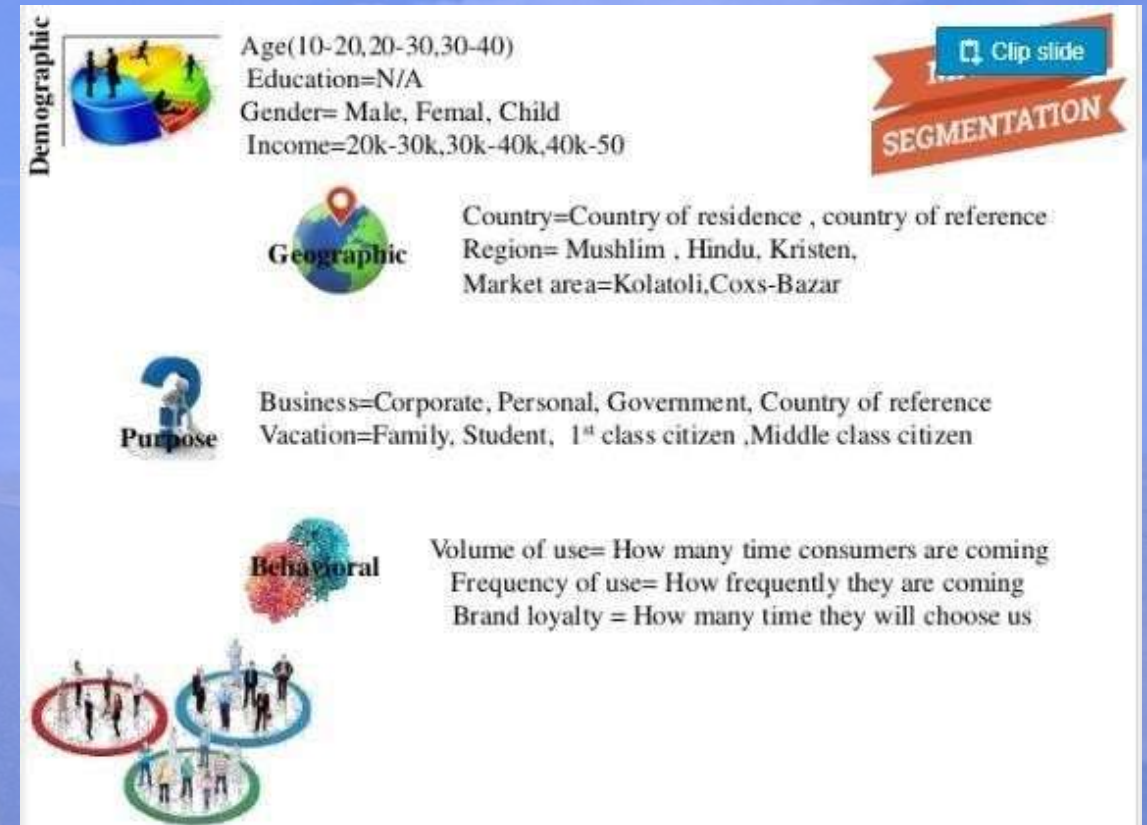 Demographic
Age(10-20,20-30,30-40)
Education=N/A
Gender= Male, Femal, Child
Income=20k-30k,30k-40k,40k-50
Clip slide
SEGMENTATION
Geographic
Country=Country of residence , country of reference
Region= Mushlim , Hindu, Kristen,
Market area=Kolatoli,Coxs-Bazar
Purpose
Business=Corporate, Personal, Government, Country of reference
Vacation=Family, Student, 1st class citizen ,Middle class citizen
Behavioral
Volume of use= How many time consumers are coming
Frequency of use= How frequently they are coming
Brand loyalty = How many time they will choose us